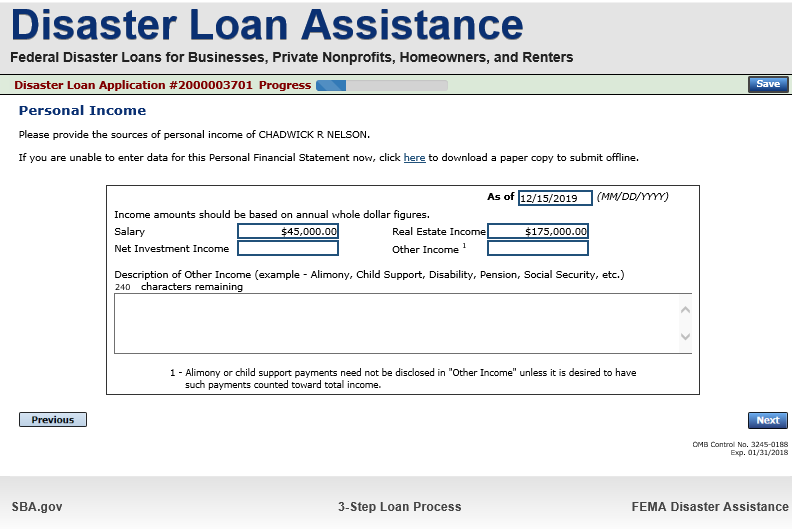 Disaster Loan Assistance
Federal Disaster Loans for Businesses, Private Nonprofits, Homeowners, and Renters
Disaster Loan Application #2000003701 Progress
Save
Personal Income
Please provide the sources of personal income of CHADWICK R NELSON.
If you are unable to enter data for this Personal Financial Statement now, click here to download a paper copy to submit offline.
As of 12/15/2019 (MM/DD/YYYY)
Income amounts should be based on annual whole dollar figures.
Salary $45,000.00 Real Estate Income $175,000.00
Net Investment Income Other Income 1
Description of Other Income (example - Alimony, Child Support, Disability, Pension, Social Security, etc.)
240 characters remaining
1 - Alimony or child support payments need not be disclosed in "Other Income" unless it is desired to have
such payments counted toward total income.
Previous Next
OMB Control No. 3245-0188
Exp. 01/31/2018
SBA.gov 3-Step Loan Process FEMA Disaster Assistance